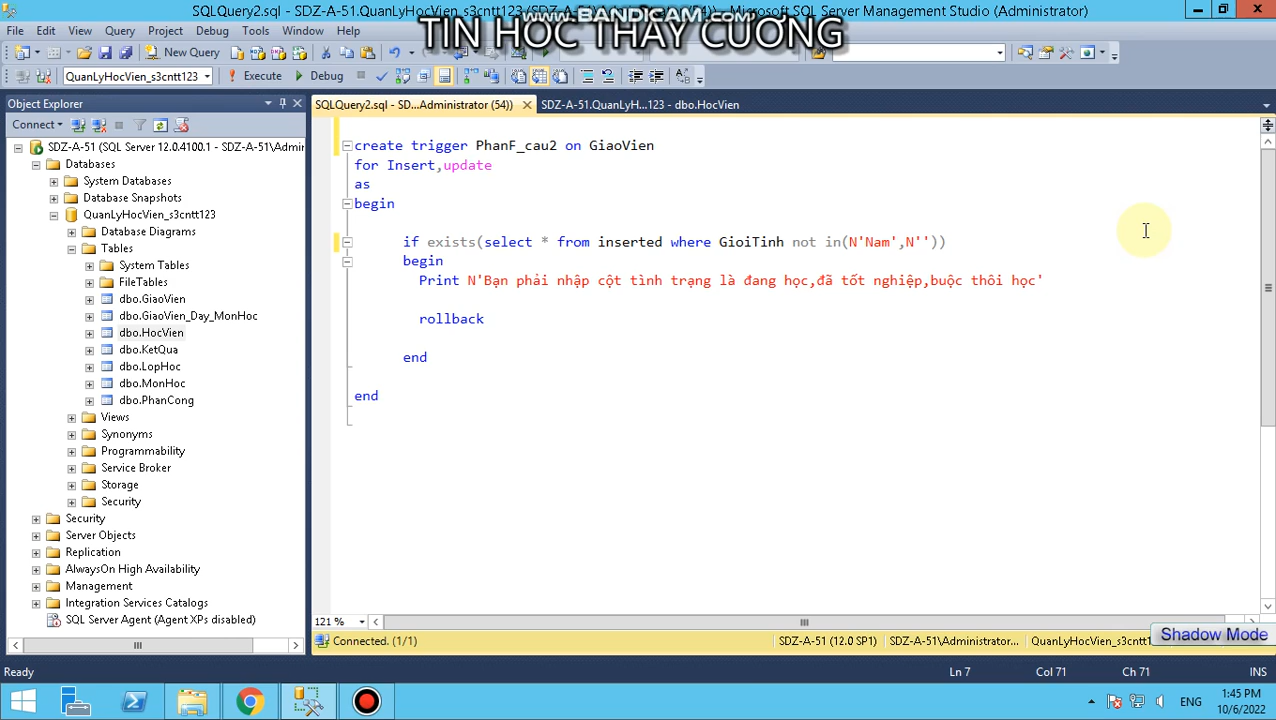 SQLQuery2.sql - SDZ-A-51.QuanLyHocVien_s3cntt123 - Microsoft SQL Server Management Studio (Administrator)
www.BANDICAM.com
TIN HỌC THẦY CƯƠNG
File Edit View Query Project Debug Tools Window Help
New Query
QuanLyHocVien_s3cntt123 Execute Debug
Object Explorer
SQLQuery2.sql - SD...Administrator (54))
SDZ-A-51.QuanLyH...123 - dbo.HocVien
Connect
SDZ-A-51 (SQL Server 12.0.4100.1 - SDZ-A-51\Admir
Databases
System Databases
Database Snapshots
QuanLyHocVien_s3cntt123
Database Diagrams
Tables
System Tables
FileTables
dbo.GiaoVien
dbo.GiaoVien_Day_MonHoc
dbo.HocVien
dbo.KetQua
dbo.LopHoc
dbo.MonHoc
dbo.PhanCong
Views
Synonyms
Programmability
Service Broker
Storage
Security
Security
Server Objects
Replication
AlwaysOn High Availability
Management
Integration Services Catalogs
SQL Server Agent (Agent XPs disabled)
create trigger PhanF_cau2 on GiaoVien
for Insert,update
as
begin
if exists(select * from inserted where GioiTinh not in(N'Nam',N''))
begin
Print N'Bạn phải nhập cột tình trạng là đang học,đã tốt nghiệp,buộc thôi học'
rollback
end
end
121 %
Connected. (1/1)
SDZ-A-51 (12.0 SP1)
SDZ-A-51\Administrator...
QuanLyHocVien_s3cntt1
Shadow Mode
Ready
Ln 7
Col 71
Ch 71
INS
ENG
1:45 PM
10/6/2022